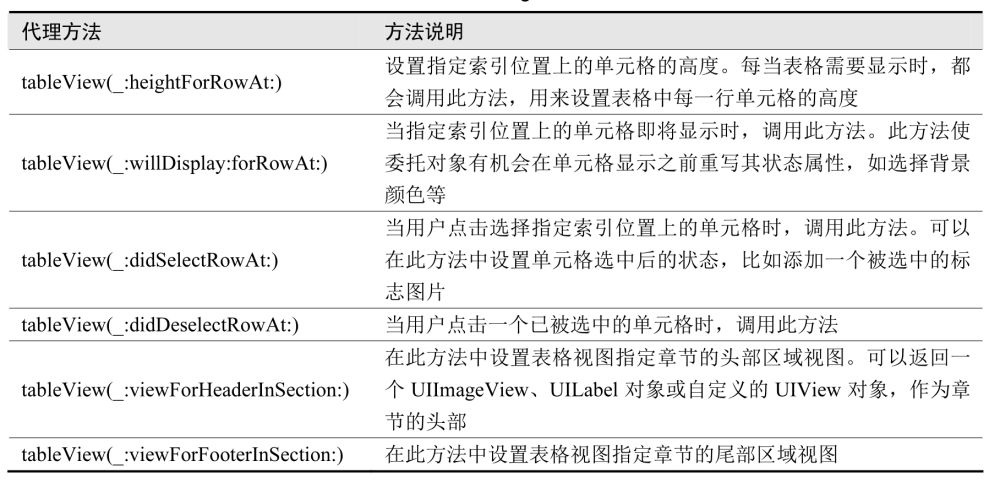 代理方法 方法说明
tableView(_:heightForRowAt:) 设置指定索引位置上的单元格的高度。每当表格需要显示时，都
会调用此方法，用来设置表格中每一行单元格的高度
当指定索引位置上的单元格即将显示时，调用此方法。此方法使
tableView(_:willDisplay:forRowAt:) 委托对象有机会在单元格显示之前重写其状态属性，如选择背景
颜色等
当用户点击选择指定索引位置上的单元格时，调用此方法。可以
tableView(_:didSelectRowAt:) 在此方法中设置单元格选中后的状态，比如添加一个被选中的标
志图片
tableView(_:didDeselectRowAt:) 当用户点击一个已被选中的单元格时，调用此方法
在此方法中设置表格视图指定章节的头部区域视图。可以返回一
tableView(_:viewForHeaderInSection:) 个 UIImageView、UILabel 对象或自定义的 UIView 对象，作为章
节的头部
tableView(_:viewForFooterInSection:) 在此方法中设置表格视图指定章节的尾部区域视图